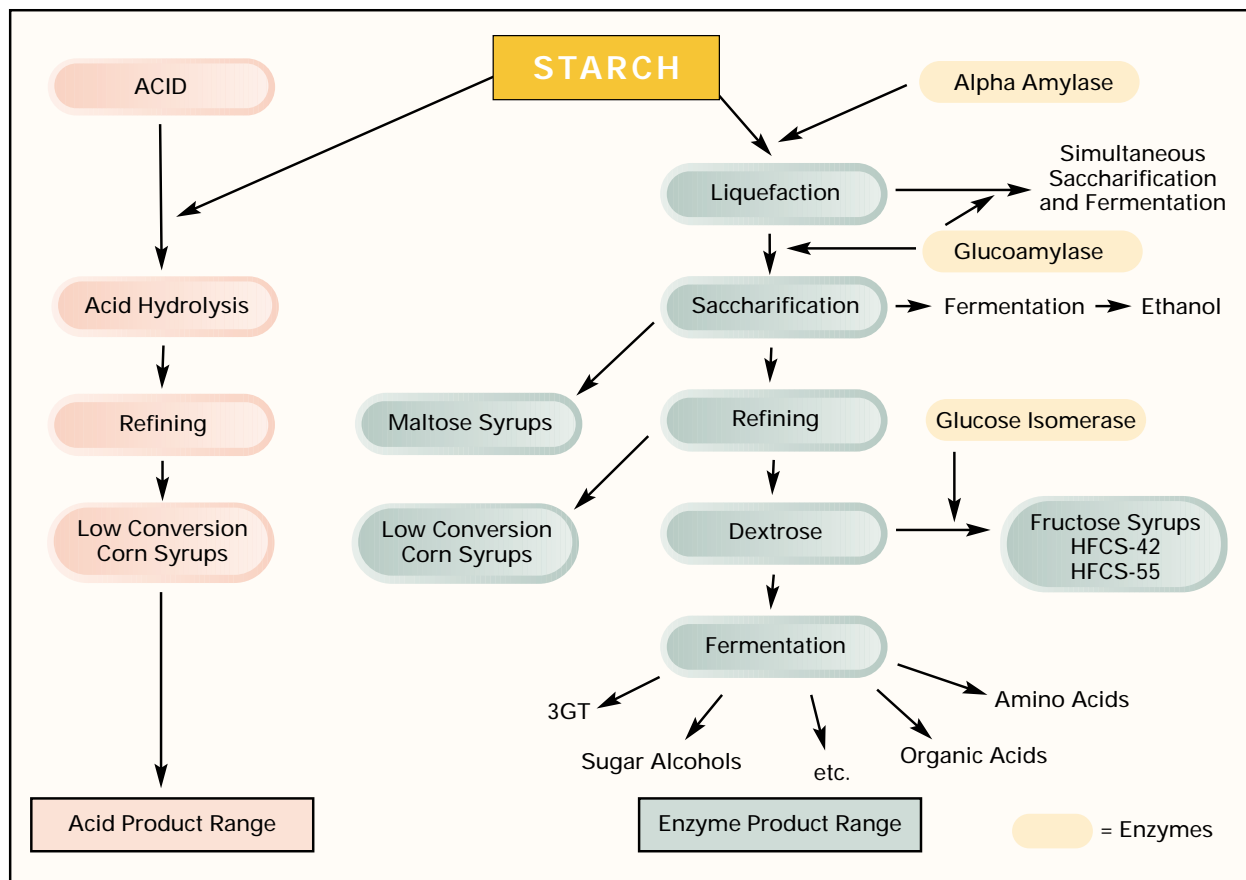 STARCH
ACID
Alpha Amylase
Simultaneous
Saccharification
and Fermentation
Liquefaction
Glucoamylase
Acid Hydrolysis
Saccharification
Fermentation
Ethanol
Refining
Maltose Syrups
Refining
Glucose Isomerase
Low Conversion
Corn Syrups
Low Conversion
Corn Syrups
Dextrose
Fructose Syrups
HFCS-42
HFCS-55
Fermentation
3GT
Sugar Alcohols
etc.
Organic Acids
Amino Acids
Acid Product Range
Enzyme Product Range
= Enzymes